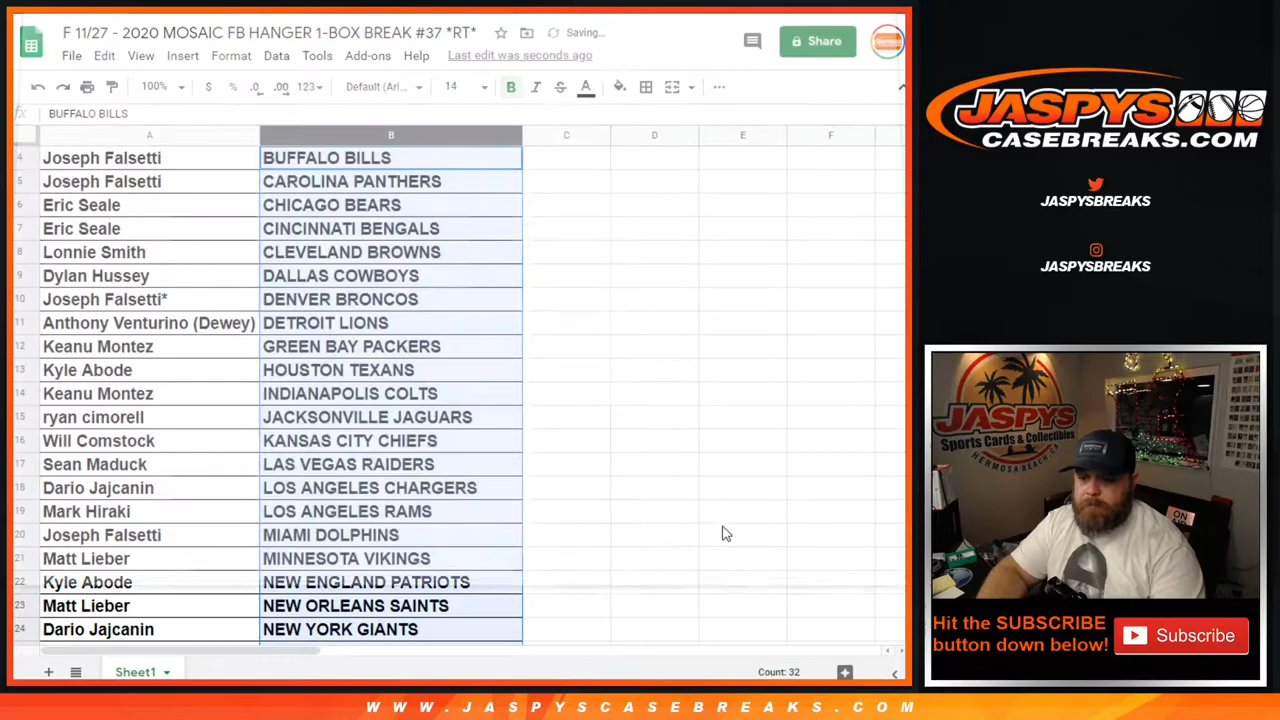 F 11/27 - 2020 MOSAIC FB HANGER 1-BOX BREAK #37 *RT*
Saving...
Share
File Edit View Insert Format Data Tools Add-ons Help Last edit was seconds ago
100% $ % .0 .00 123 Default (Ari... 14 B I S A
fx BUFFALO BILLS
A B C D E F
4 Joseph Falsetti BUFFALO BILLS
5 Joseph Falsetti CAROLINA PANTHERS
6 Eric Seale CHICAGO BEARS
7 Eric Seale CINCINNATI BENGALS
8 Lonnie Smith CLEVELAND BROWNS
9 Dylan Hussey DALLAS COWBOYS
10 Joseph Falsetti* DENVER BRONCOS
11 Anthony Venturino (Dewey) DETROIT LIONS
12 Keanu Montez GREEN BAY PACKERS
13 Kyle Abode HOUSTON TEXANS
14 Keanu Montez INDIANAPOLIS COLTS
15 ryan cimorell JACKSONVILLE JAGUARS
16 Will Comstock KANSAS CITY CHIEFS
17 Sean Maduck LAS VEGAS RAIDERS
18 Dario Jajcanin LOS ANGELES CHARGERS
19 Mark Hiraki LOS ANGELES RAMS
20 Joseph Falsetti MIAMI DOLPHINS
21 Matt Lieber MINNESOTA VIKINGS
22 Kyle Abode NEW ENGLAND PATRIOTS
23 Matt Lieber NEW ORLEANS SAINTS
24 Dario Jajcanin NEW YORK GIANTS
Sheet1
Count: 32
JASPYS
CASEBREAKS.COM
JASPYSBREAKS
JASPYSBREAKS
JASPYS
Sports Cards & Collectibles
HERMOSA BEACH, CA
ON AIR
Hit the SUBSCRIBE
button down below!
Subscribe
WWW.JASPYSCASEBREAKS.COM